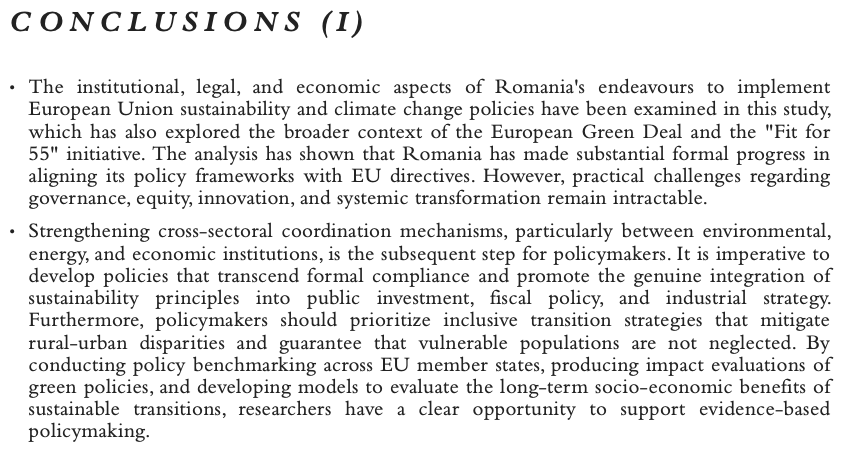 CONCLUSIONS (I)
• The institutional, legal, and economic aspects of Romania's endeavours to implement
European Union sustainability and climate change policies have been examined in this study,
which has also explored the broader context of the European Green Deal and the "Fit for
55" initiative. The analysis has shown that Romania has made substantial formal progress in
aligning its policy frameworks with EU directives. However, practical challenges regarding
governance, equity, innovation, and systemic transformation remain intractable.
• Strengthening cross-sectoral coordination mechanisms, particularly between environmental,
energy, and economic institutions, is the subsequent step for policymakers. It is imperative to
develop policies that transcend formal compliance and promote the genuine integration of
sustainability principles into public investment, fiscal policy, and industrial strategy.
Furthermore, policymakers should prioritize inclusive transition strategies that mitigate
rural-urban disparities and guarantee that vulnerable populations are not neglected. By
conducting policy benchmarking across EU member states, producing impact evaluations of
green policies, and developing models to evaluate the long-term socio-economic benefits of
sustainable transitions, researchers have a clear opportunity to support evidence-based
policymaking.